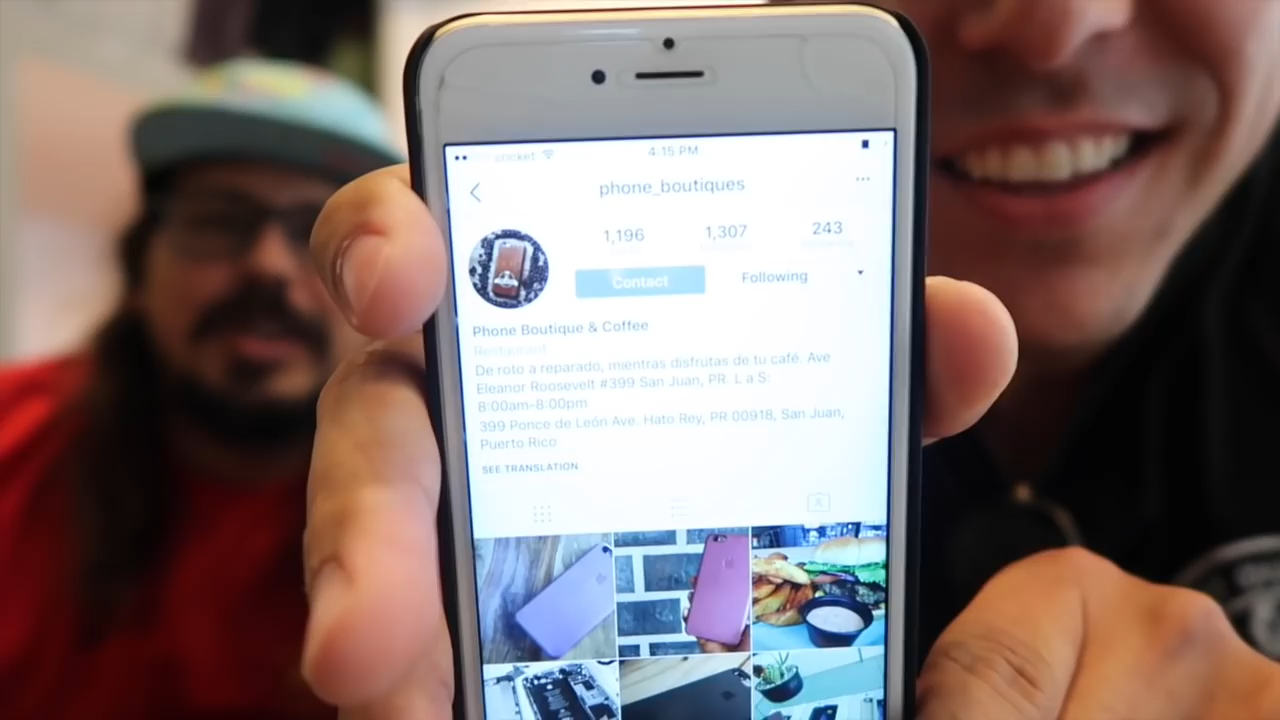 cricket 4:15 PM
phone_boutiques
1,196 1,307 243
Contact Following
Phone Boutique & Coffee
Restaurant
De roto a reparado, mientras disfrutas de tu café. Ave
Eleanor Roosevelt #399 San Juan, PR. L a S:
8:00am-8:00pm
399 Ponce de León Ave. Hato Rey, PR 00918, San Juan,
Puerto Rico
SEE TRANSLATION